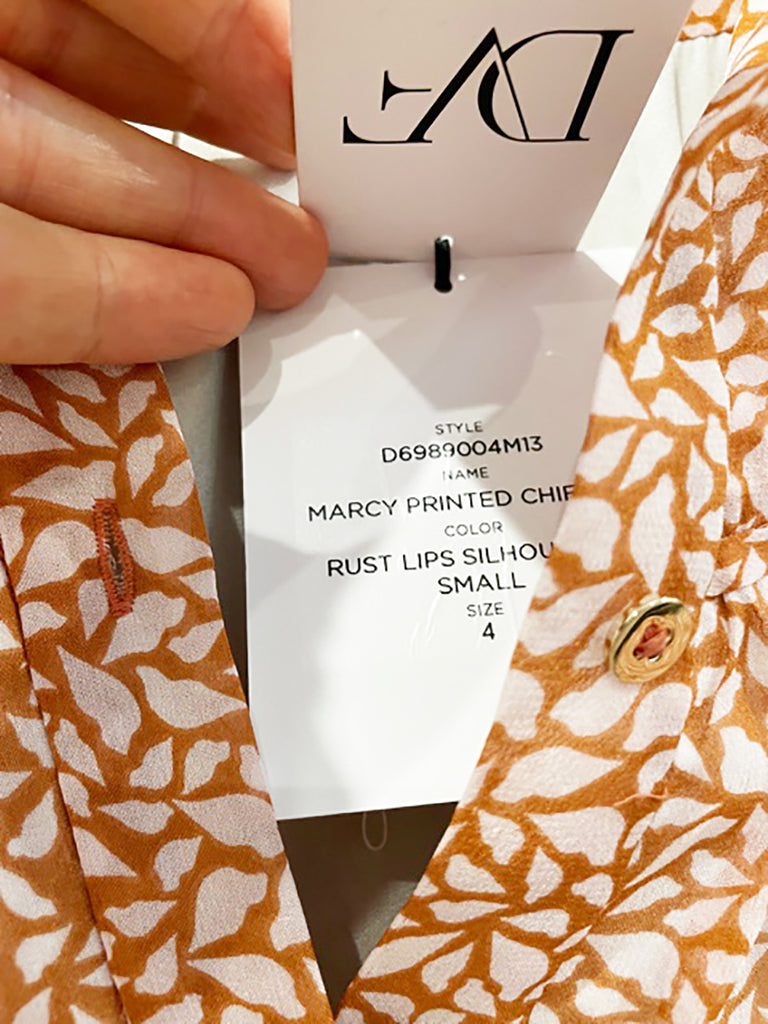 DVF
STYLE
D6989004M13
NAME
MARCY PRINTED CHIF
COLOR
RUST LIPS SILHOU
SMALL
SIZE
4